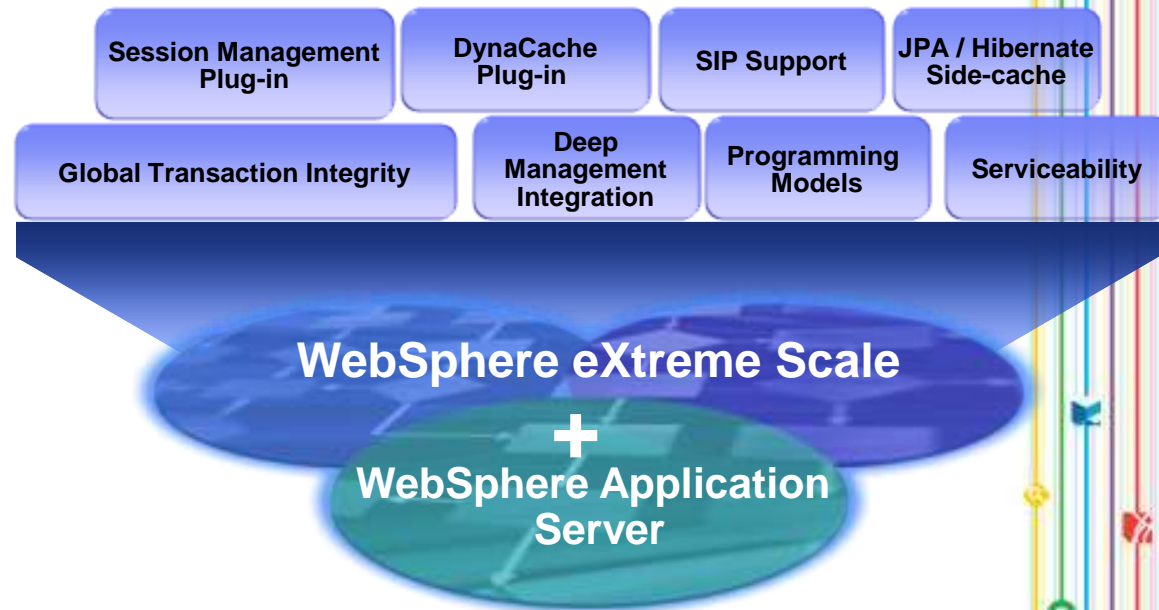 Session Management
Plug-in
DynaCache
Plug-in
SIP Support
JPA / Hibernate
Side-cache
Global Transaction Integrity
Deep
Management
Integration
Programming
Models
Serviceability
WebSphere eXtreme Scale
+
WebSphere Application
Server